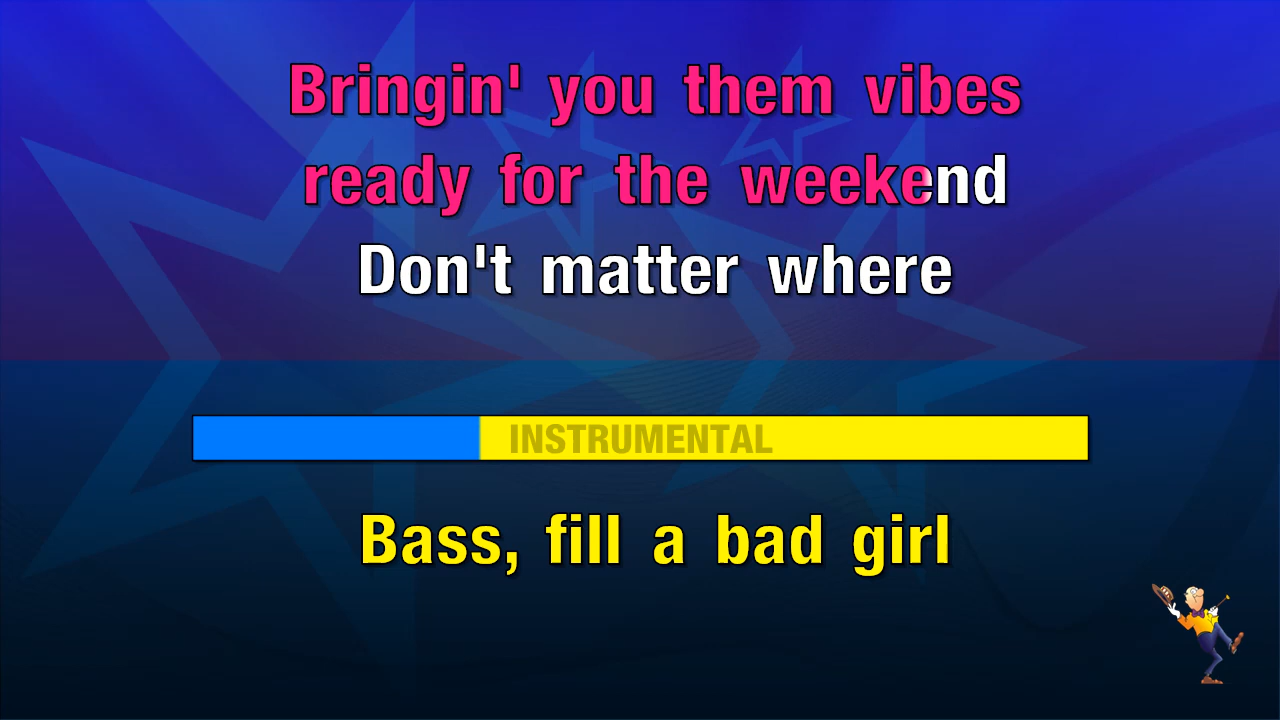 Bringin' you them vibes
ready for the weekend
Don't matter where
INSTRUMENTAL
Bass, fill a bad girl